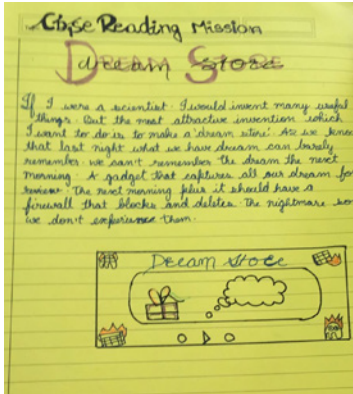 Cbse Reading Mission
Dream Store
If I were a scientist. I would invent many useful
things. But the most attractive invention which
I want to do is to make a 'dream store'. As we know
that last night what we have dream can barely
remember. we can't remember the dream the next
morning. A gadget that captures all our dream for
review. The next morning plus it should have a
firewall that blocks and deletes. The nightmare so
we don't experience them.
Dream store